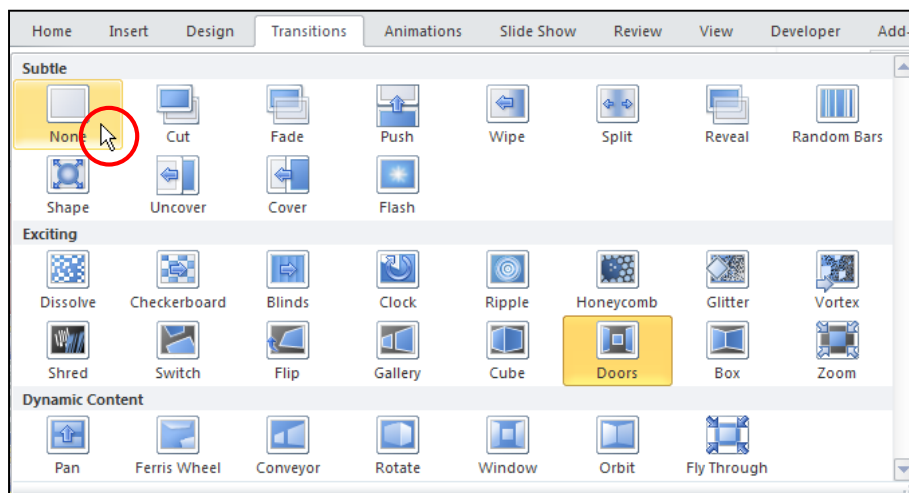 Home Insert Design Transitions Animations Slide Show Review View Developer Add-
Subtle
None Cut Fade Push Wipe Split Reveal Random Bars
Shape Uncover Cover Flash
Exciting
Dissolve Checkerboard Blinds Clock Ripple Honeycomb Glitter Vortex
Shred Switch Flip Gallery Cube Doors Box Zoom
Dynamic Content
Pan Ferris Wheel Conveyor Rotate Window Orbit Fly Through